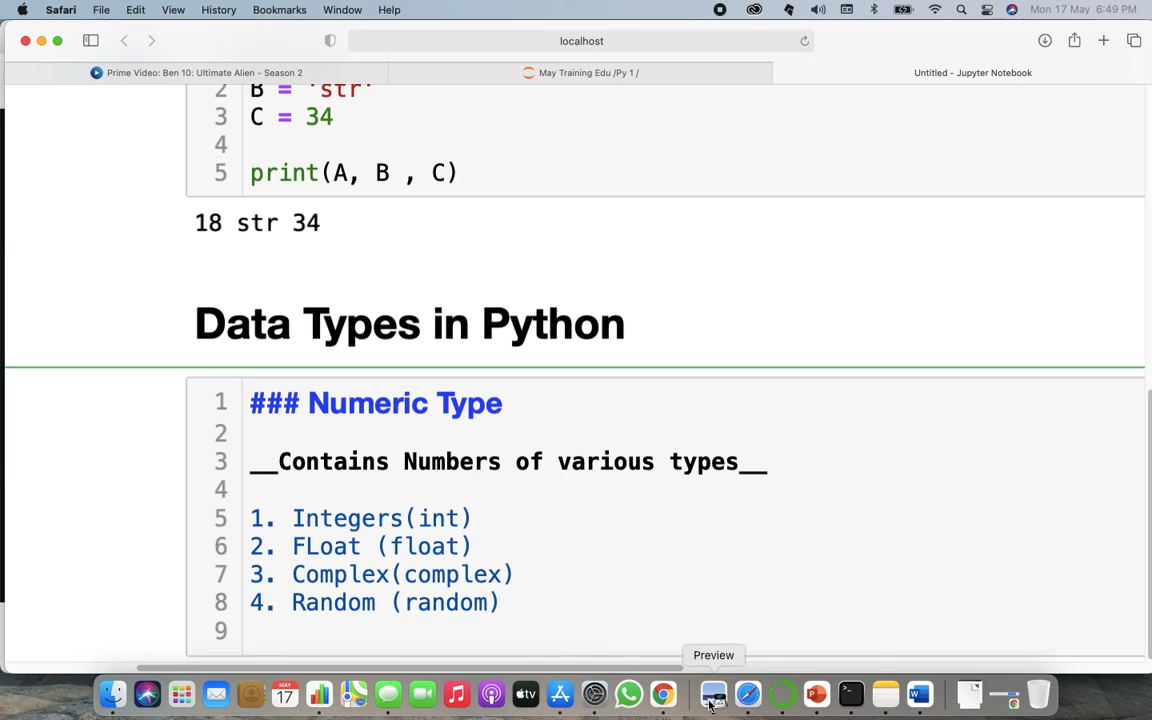 Safari File Edit View History Bookmarks Window Help Mon 17 May 6:49 PM
localhost
Prime Video: Ben 10: Ultimate Alien - Season 2
May Training Edu /Py 1 /
Untitled - Jupyter Notebook
2 B = 'str'
3 C = 34
4
5 print(A, B , C)
18 str 34
Data Types in Python
1 ### Numeric Type
2
3 __Contains Numbers of various types__
4
5 1. Integers(int)
6 2. FLoat (float)
7 3. Complex(complex)
8 4. Random (random)
9
Preview
MAY
17
tv